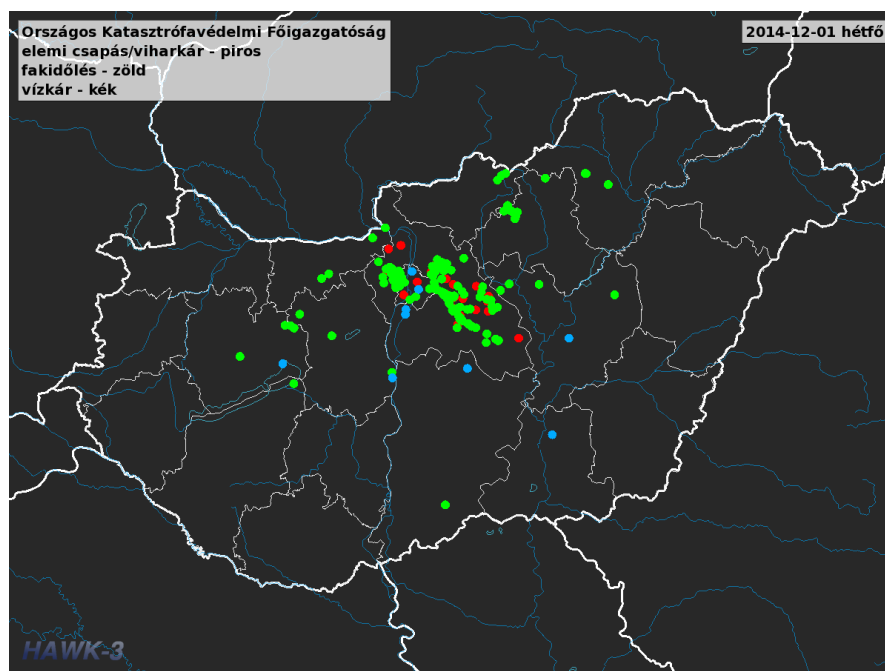 Országos Katasztrófavédelmi Főigazgatóság
elemi csapás/viharkár - piros
fakidőlés - zöld
vízkár - kék
2014-12-01 hétfő
HAWK-3